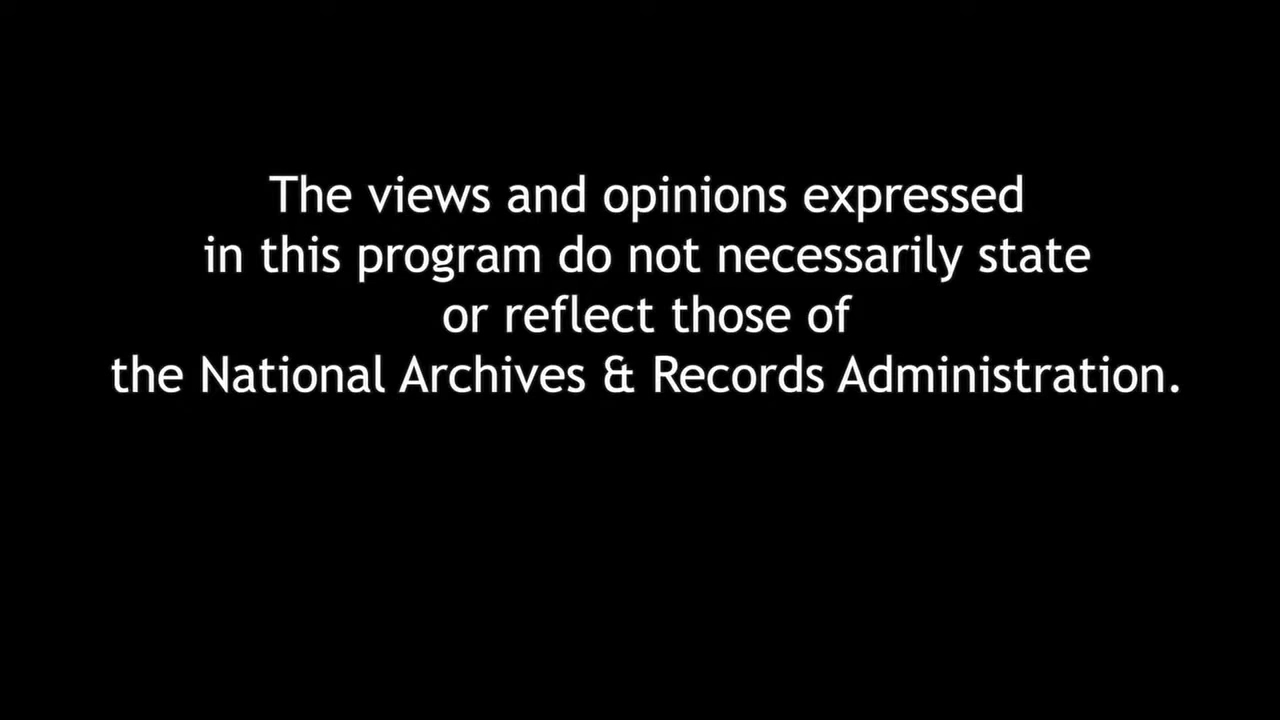 The views and opinions expressed
in this program do not necessarily state
or reflect those of
the National Archives & Records Administration.